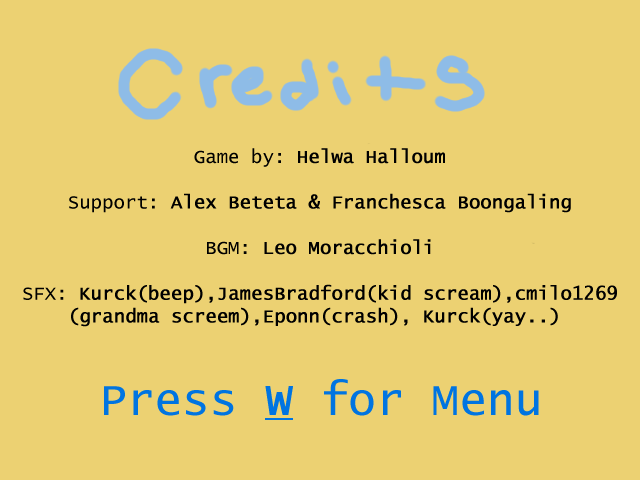 Credits
Game by: Helwa Halloum
Support: Alex Beteta & Franchesca Boongaling
BGM: Leo Moracchioli
SFX: Kurck(beep),JamesBradford(kid scream),cmilo1269
(grandma screem),Eponn(crash), Kurck(yay..)
Press W for Menu